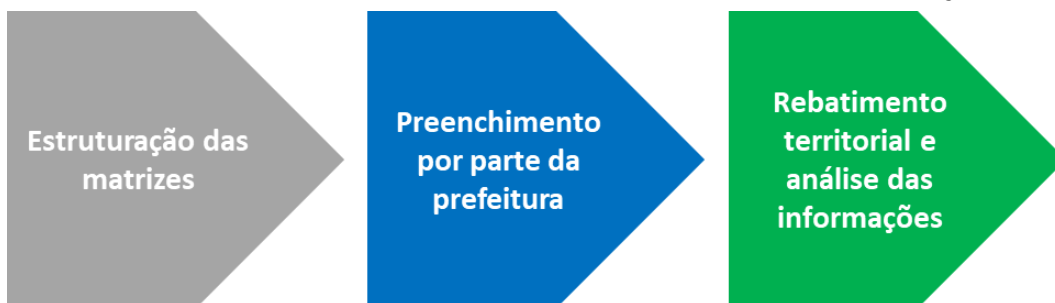 Estruturação das
matrizes
Preenchimento
por parte da
prefeitura
Rebatimento
territorial e
análise das
informações